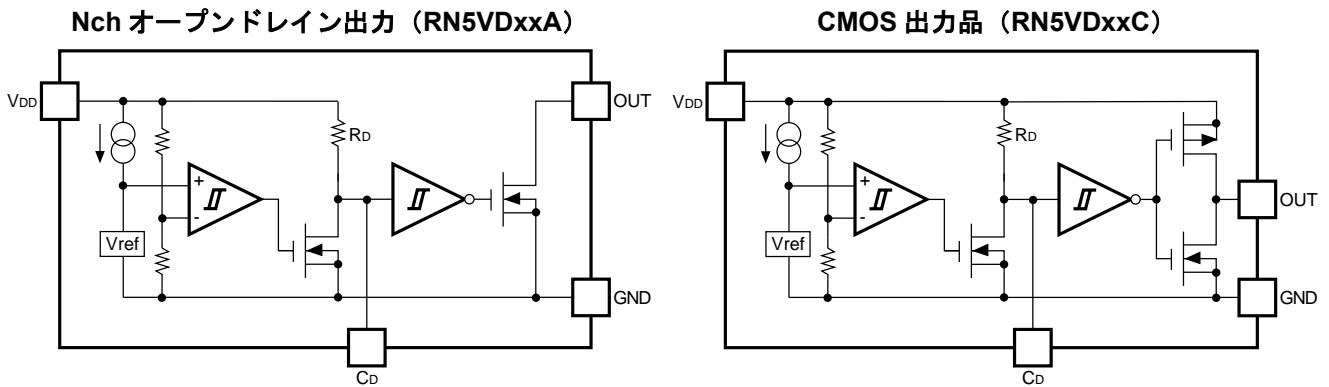 Nch オープンドレイン出力（RN5VDxxA）
VDD
OUT
RD
+
-
Vref
GND
CD
CMOS 出力品（RN5VDxxC）
VDD
RD
+
-
OUT
Vref
GND
CD